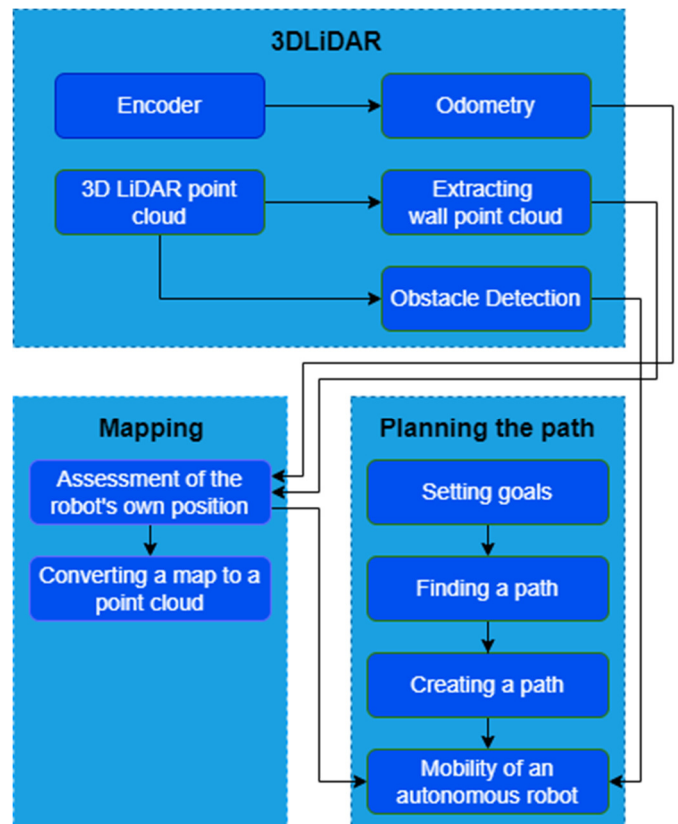 3DLiDAR
Encoder
Odometry
3D LiDAR point
cloud
Extracting
wall point cloud
Obstacle Detection
Mapping
Assessment of the
robot's own position
Converting a map to a
point cloud
Planning the path
Setting goals
Finding a path
Creating a path
Mobility of an
autonomous robot